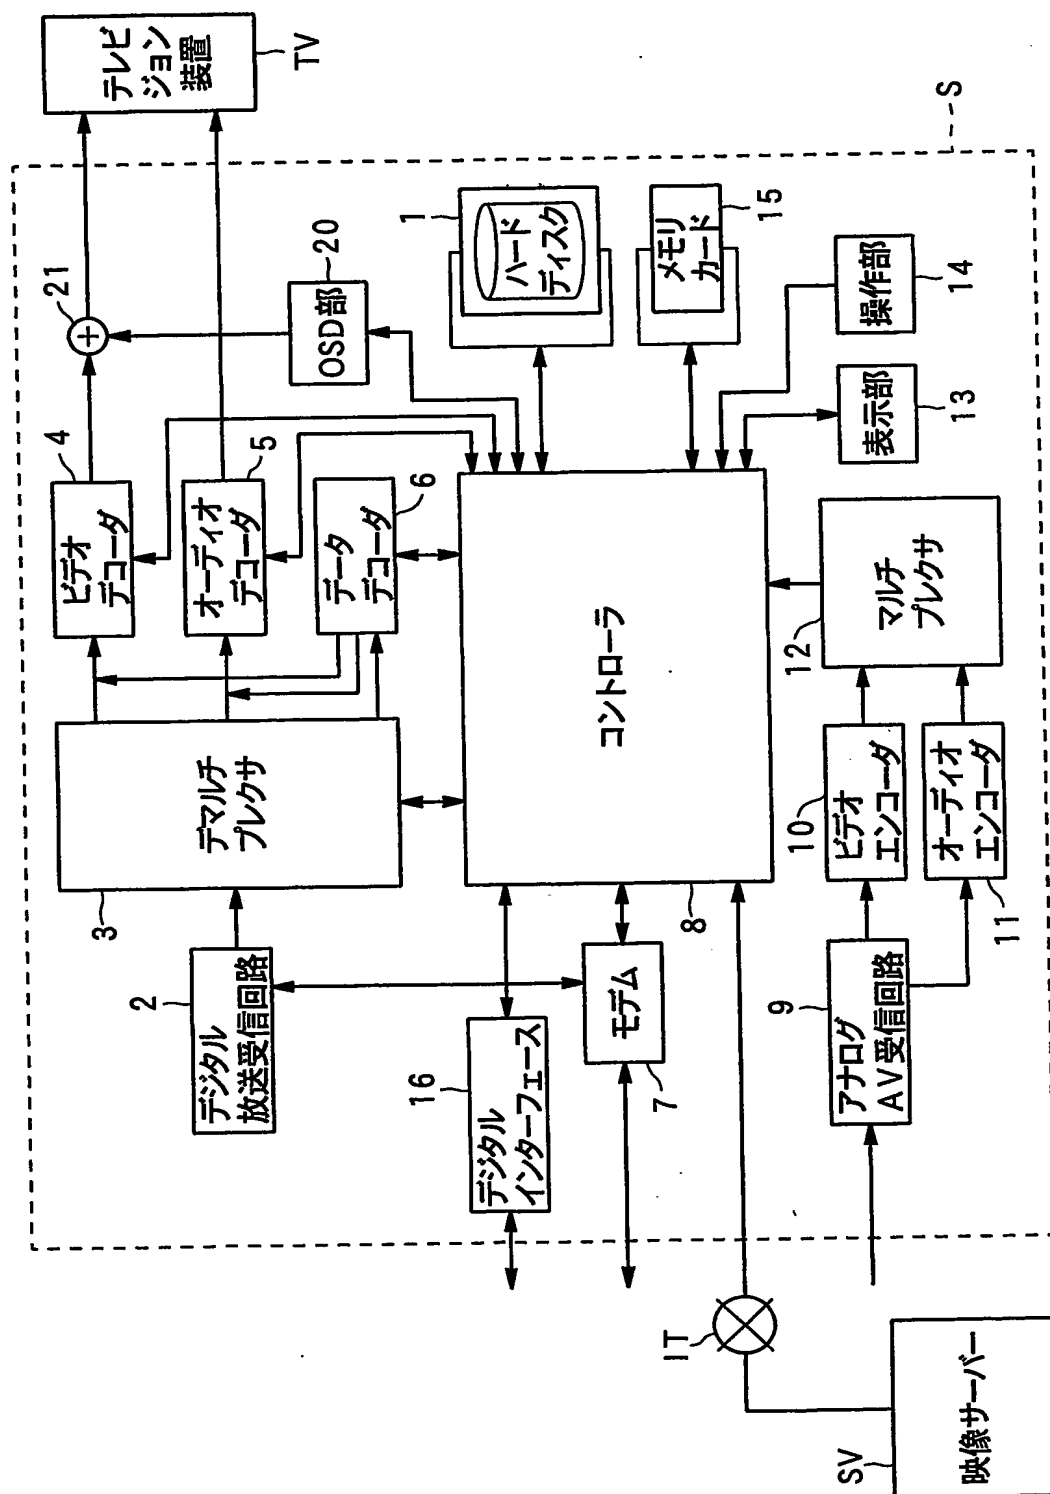 テレビ
ジョン
装置
TV
S
21
20
OSD部
1
ハード
ディスク
15
メモリ
カード
14
操作部
13
表示部
4
ビデオ
デコーダ
5
オーディオ
デコーダ
6
データ
デコーダ
3
デマルチ
プレクサ
8
コントローラ
12
マルチ
プレクサ
10
ビデオ
エンコーダ
11
オーディオ
エンコーダ
2
デジタル
放送受信回路
16
デジタル
インターフェース
7
モデム
9
アナログ
AV受信回路
IT
SV
映像サーバー